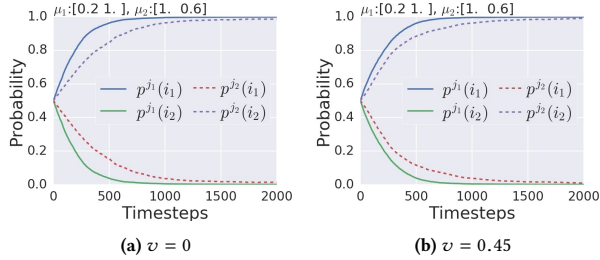 μ₁:[0.2 1. ], μ₂:[1.  0.6]
1.0
0.8
0.6
0.4
0.2
0.0
Probability
p^{j₁}(i₁) p^{j₂}(i₁)
p^{j₁}(i₂) p^{j₂}(i₂)
0 500 1000 1500 2000
Timesteps
(a) v = 0
μ₁:[0.2 1. ], μ₂:[1.  0.6]
1.0
0.8
0.6
0.4
0.2
0.0
Probability
p^{j₁}(i₁) p^{j₂}(i₁)
p^{j₁}(i₂) p^{j₂}(i₂)
0 500 1000 1500 2000
Timesteps
(b) v = 0.45